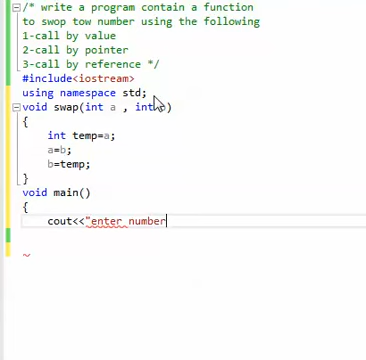 /* write a program contain a function
to swop tow number using the following
1-call by value
2-call by pointer
3-call by reference */
#include<iostream>
using namespace std;
void swap(int a , int )
{
int temp=a;
a=b;
b=temp;
}
void main()
{
cout<<"enter number